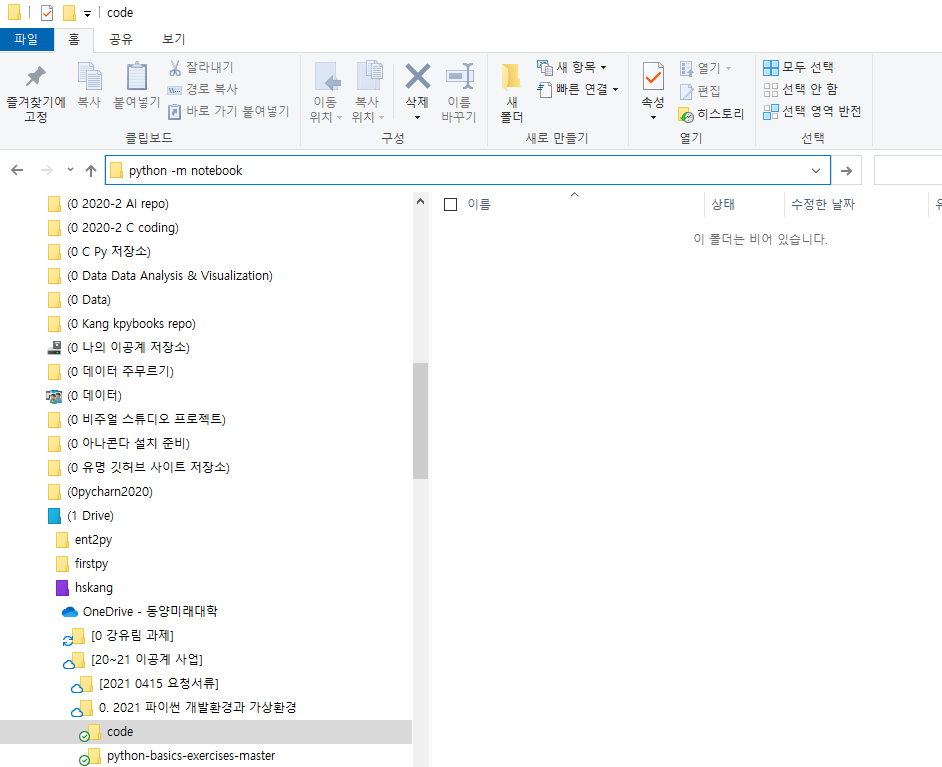 code
파일 홈 공유 보기
즐겨찾기에 고정
복사
붙여넣기
잘라내기
경로 복사
바로 가기 붙여넣기
클립보드
이동 위치
복사 위치
삭제
이름 바꾸기
구성
새 폴더
새 항목
빠른 연결
새로 만들기
속성
열기
편집
히스토리
열기
모두 선택
선택 안 함
선택 영역 반전
선택
python -m notebook
(0 2020-2 AI repo)
(0 2020-2 C coding)
(0 C Py 저장소)
(0 Data Data Analysis & Visualization)
(0 Data)
(0 Kang kpybooks repo)
(0 나의 이공계 저장소)
(0 데이터 주무르기)
(0 데이터)
(0 비주얼 스튜디오 프로젝트)
(0 아나콘다 설치 준비)
(0 유명 깃허브 사이트 저장소)
(0pycharn2020)
(1 Drive)
ent2py
firstpy
hskang
OneDrive - 동양미래대학
[0 강유림 과제]
[20~21 이공계 사업]
[2021 0415 요청서류]
0. 2021 파이썬 개발환경과 가상환경
code
python-basics-exercises-master
이름 상태 수정한 날짜
이 폴더는 비어 있습니다.